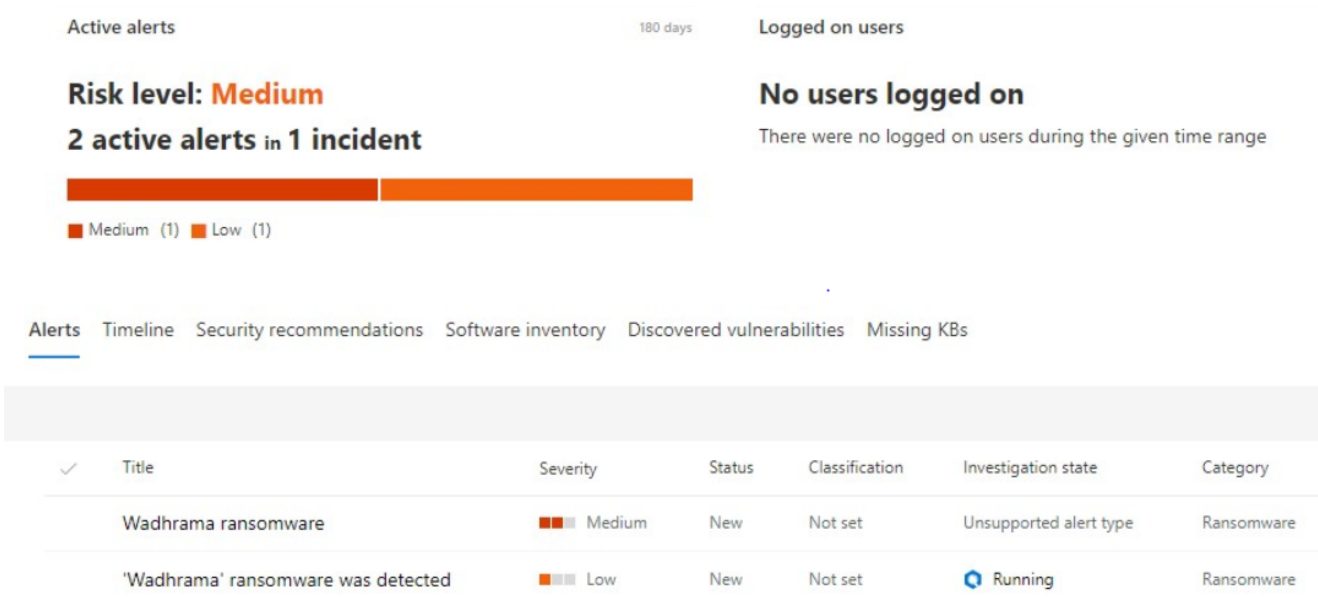 Active alerts 180 days
Logged on users
Risk level: Medium
2 active alerts in 1 incident
Medium (1) Low (1)
No users logged on
There were no logged on users during the given time range
Alerts Timeline Security recommendations Software inventory Discovered vulnerabilities Missing KBs
Title Severity Status Classification Investigation state Category
Wadhrama ransomware Medium New Not set Unsupported alert type Ransomware
'Wadhrama' ransomware was detected Low New Not set Running Ransomware